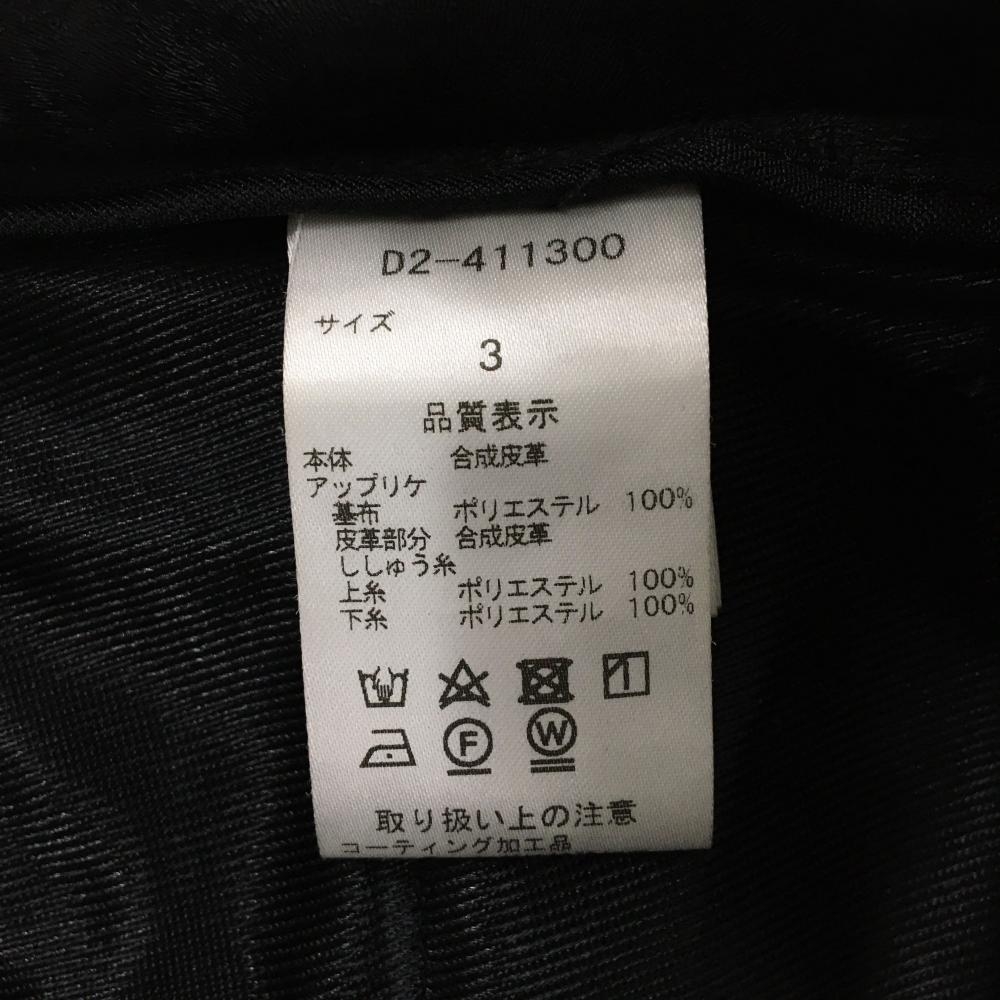 D2-411300
サイズ
3
品質表示
本体 合成皮革
アップリケ
基布 ポリエステル 100%
皮革部分 合成皮革
ししゅう糸
上糸 ポリエステル 100%
下糸 ポリエステル 100%
F W
取り扱い上の注意
コーティング加工品